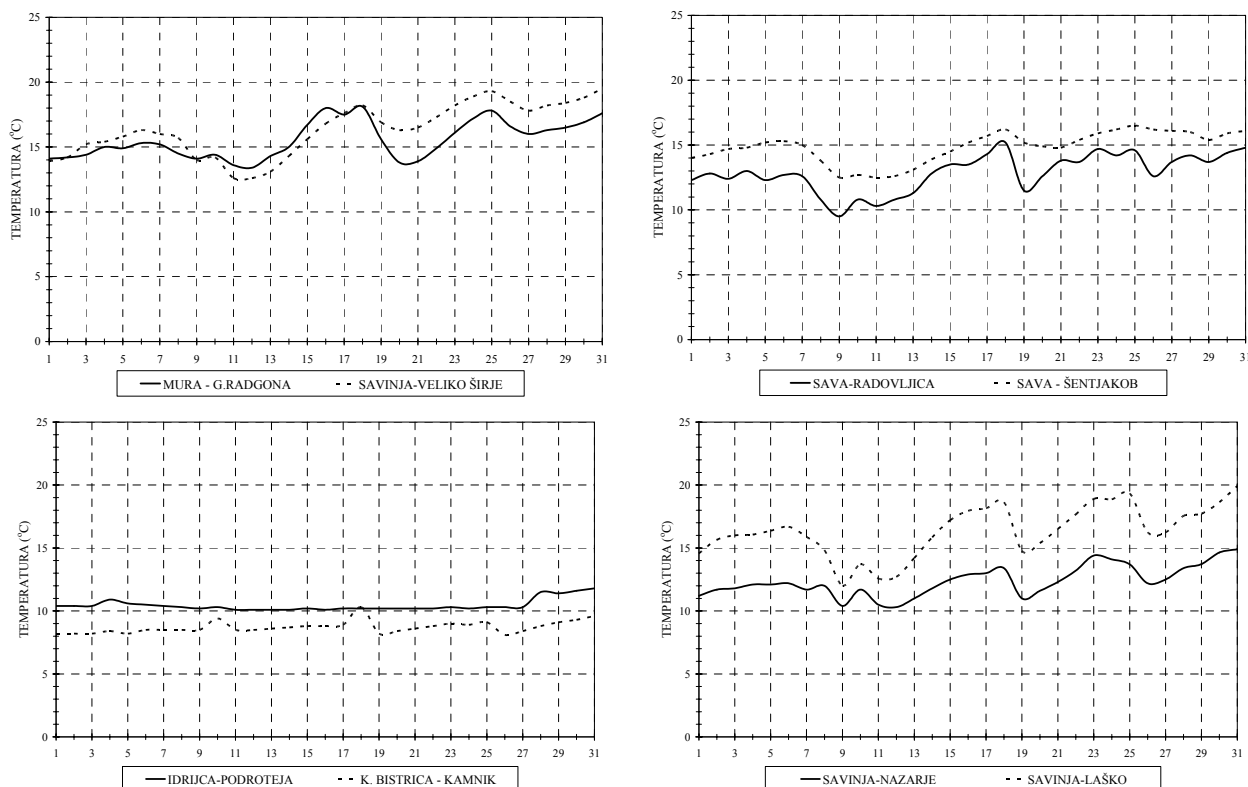 25
20
15
10
5
0
TEMPERATURA (°C)
1 3 5 7 9 11 13 15 17 19 21 23 25 27 29 31
MURA - G.RADGONA SAVINJA-VELIKO ŠIRJE
25
20
15
10
5
0
TEMPERATURA (°C)
1 3 5 7 9 11 13 15 17 19 21 23 25 27 29 31
SAVA-RADOVLJICA SAVA - ŠENTJAKOB
25
20
15
10
5
0
TEMPERATURA (°C)
1 3 5 7 9 11 13 15 17 19 21 23 25 27 29 31
IDRIJCA-PODROTEJA K. BISTRICA - KAMNIK
25
20
15
10
5
0
TEMPERATURA (°C)
1 3 5 7 9 11 13 15 17 19 21 23 25 27 29 31
SAVINJA-NAZARJE SAVINJA-LAŠKO